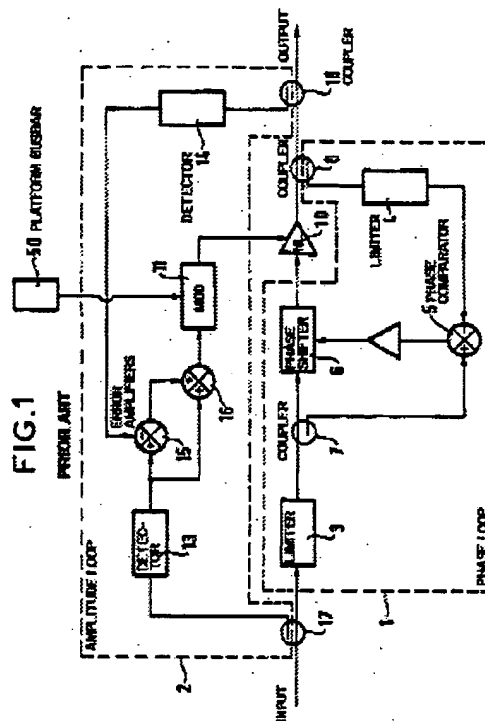 FIG.1
PRIOR ART
50 PLATFORM BUSBAR
AMPLITUDE LOOP
2
DETEC-
TOR
13
ERROR
AMPLIFIERS
15
16
MOD
11
DETECTOR
14
INPUT
17
LIMITER
3
COUPLER
7
PHASE
SHIFTER
6
10
COUPLER
8
OUTPUT
18
COUPLER
LIMITER
5 PHASE
COMPARATOR
1
PHASE LOOP